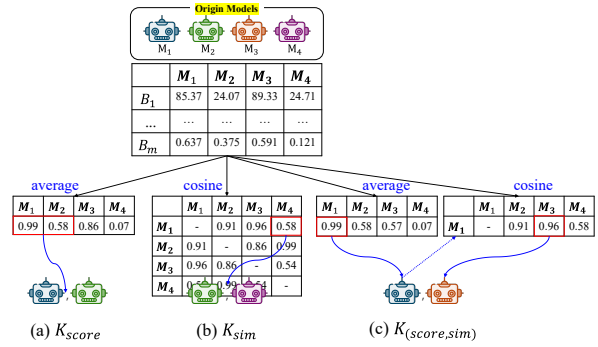 Origin Models
M1 M2 M3 M4
M1 M2 M3 M4
B1 85.37 24.07 89.33 24.71
... ... ... ... ...
Bm 0.637 0.375 0.591 0.121
average cosine average cosine
M1 M2 M3 M4
0.99 0.58 0.86 0.07
M1 M2 M3 M4
M1 - 0.91 0.96 0.58
M2 0.91 - 0.86 0.99
M3 0.96 0.86 - 0.54
M4 -
,
,
(a) Kscore
(b) Ksim
M1 M2 M3 M4
0.99 0.58 0.57 0.07
M1 M2 M3 M4
M1 - 0.91 0.96 0.58
,
(c) K(score,sim)